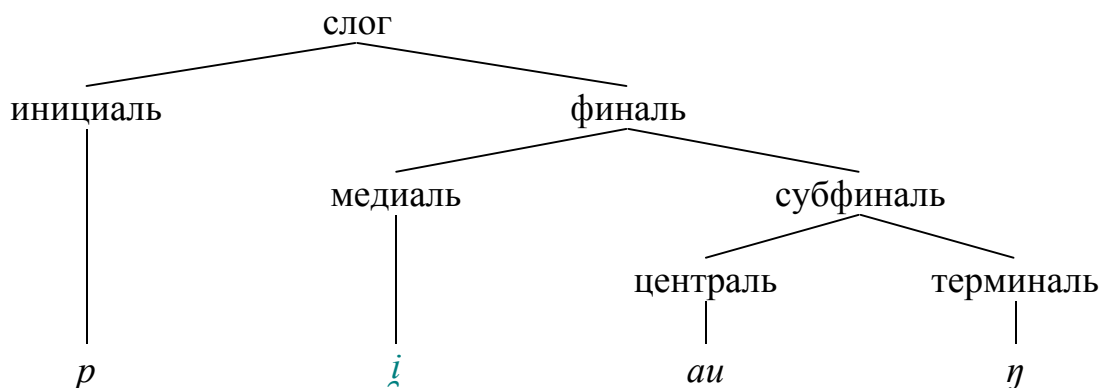 слог
инициаль финаль
медиаль субфиналь
централь терминаль
p i̯ au ŋ